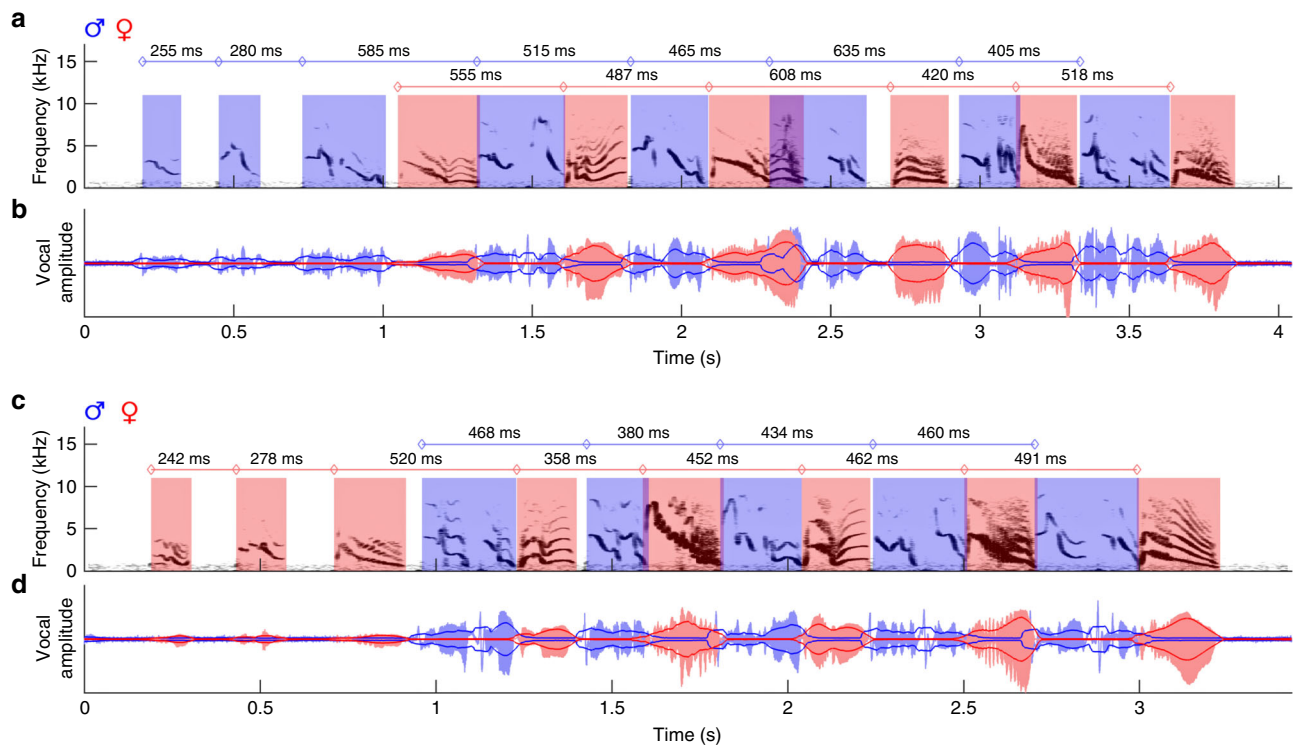 a
♂ ♀
255 ms 280 ms 585 ms 515 ms 465 ms 635 ms 405 ms
555 ms 487 ms 608 ms 420 ms 518 ms
Frequency (kHz)
15
10
5
0
b
Vocal
amplitude
0 0.5 1 1.5 2 2.5 3 3.5 4
Time (s)
c
♂ ♀
468 ms 380 ms 434 ms 460 ms
242 ms 278 ms 520 ms 358 ms 452 ms 462 ms 491 ms
Frequency (kHz)
15
10
5
0
d
Vocal
amplitude
0 0.5 1 1.5 2 2.5 3
Time (s)